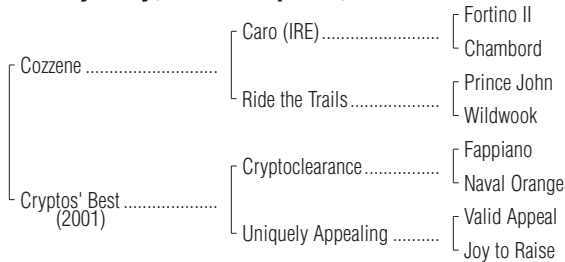 Fortino II
Caro (IRE)
Chambord
Cozzene
Prince John
Ride the Trails
Wildwook
Fappiano
Cryptoclearance
Naval Orange
Cryptos' Best
(2001)
Valid Appeal
Uniquely Appealing
Joy to Raise